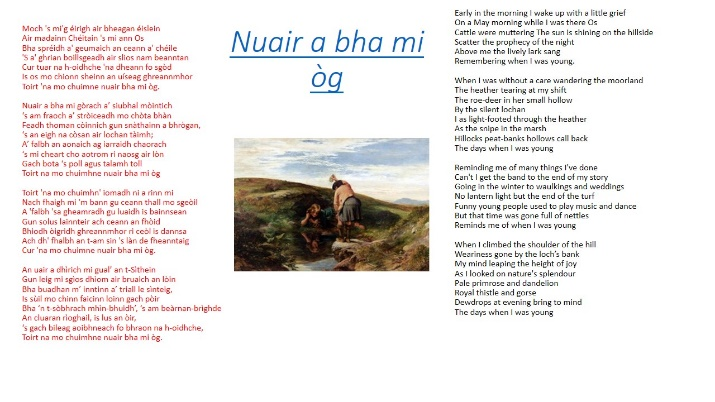 Moch 's mi'g èirigh air bheagan èislein
Air madainn Chéitain 's mi ann Os
Bha sprèidh a' geumaich an ceann a' chéile
'S a' ghrian boillsgeadh air slios nam beanntan
Cur tuar na h-oidhche 'na dheann fo sgòd
Is os mo chionn sheinn an uiseag ghreannmhor
Toirt 'na mo chuimne nuair bha mi òg.

Nuair a bha mi gòrach a' siubhal mòintich
's am fraoch a' stròiceadh mo chòta bhàn
Feadh thoman còinnich gun snàthainn a bhrògan,
's an eigh na còsan air lochan tàimh;
A' falbh an aonaich ag iarraidh chaorach
's mi cheart cho aotrom ri naosg air lòn
Gach bota 's poll agus talamh toll
Toirt na mo chuimhne nuair bha mi òg

Toirt 'na mo chuimhn' iomadh ni a rinn mi
Nach fhaigh mi 'm bann gu ceann thall mo sgeòil
A 'falbh 'sa gheamradh gu luaidh is bainnsean
Gun solus lainnteir ach ceann an fhòid
Bhiodh òigridh ghreannmhor ri ceòl is dannsa
Ach dh' fhalbh an t-am sin 's làn de fheanntaig
Cur 'na mo chuimne nuair bha mi òg.

An uair a dhìrich mi gual' an t-Sìthein
Gun leig mi sgìos dhiom air bruaich an lòin
Bha buadhan m' inntinn a' triall le sìnteig,
Is sùil mo chinn faicinn loinn gach pòir
Bha 'n t-sòbhrach mhin-bhuidh', 's am beàrnan-brighde
An cluaran rioghail, is lus an òir,
's gach bileag aoibhneach fo bhraon na h-oidhche,
Toirt na mo chuimhne nuair bha mi òg.

Nuair a bha mi
òg

Early in the morning I wake up with a little grief
On a May morning while I was there Os
Cattle were muttering The sun is shining on the hillside
Scatter the prophecy of the night
Above me the lively lark sang
Remembering when I was young.

When I was without a care wandering the moorland
The heather tearing at my shift
The roe-deer in her small hollow
By the silent lochan
I as light-footed through the heather
As the snipe in the marsh
Hillocks peat-banks hollows call back
The days when I was young

Reminding me of many things I've done
Can't I get the band to the end of my story
Going in the winter to waulkings and weddings
No lantern light but the end of the turf
Funny young people used to play music and dance
But that time was gone full of nettles
Reminds me of when I was young

When I climbed the shoulder of the hill
Weariness gone by the loch's bank
My mind leaping the height of joy
As I looked on nature's splendour
Pale primrose and dandelion
Royal thistle and gorse
Dewdrops at evening bring to mind
The days when I was young